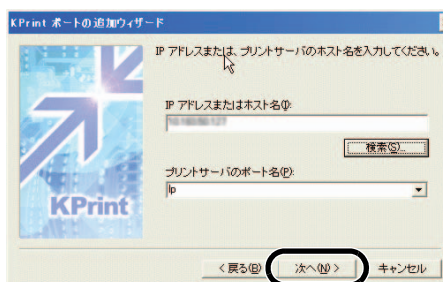 KPrint ポートの追加ウィザード
IP アドレスまたは、プリントサーバのホスト名を入力してください。
IP アドレスまたはホスト名(I):
検索(S)...
プリントサーバのポート名(P):
lp
KPrint
< 戻る(B)
次へ(N) >
キャンセル